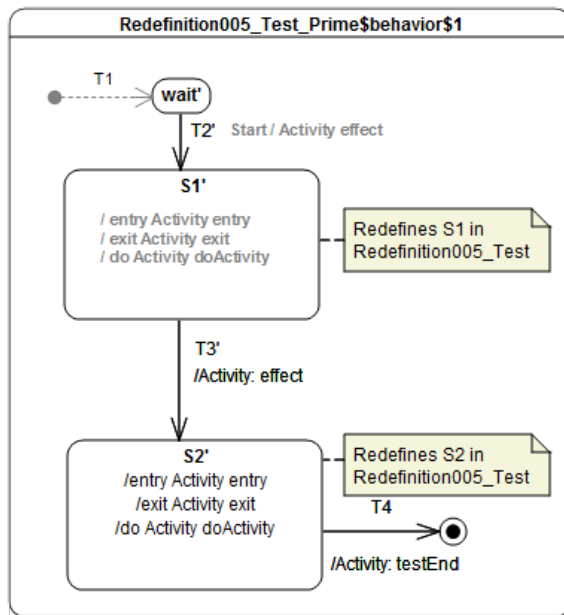 Redefinition005_Test_Prime$behavior$1
T1
wait'
T2' Start / Activity effect
S1'
/ entry Activity entry
/ exit Activity exit
/ do Activity doActivity
Redefines S1 in
Redefinition005_Test
T3'
/Activity: effect
S2'
/entry Activity entry
/exit Activity exit
/do Activity doActivity
Redefines S2 in
Redefinition005_Test
T4
/Activity: testEnd